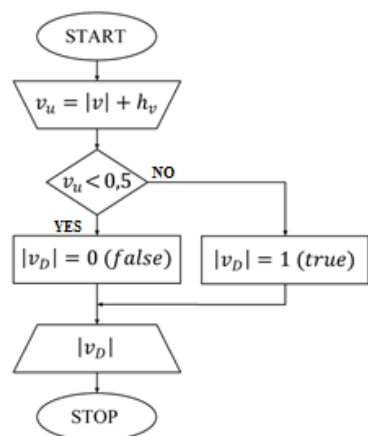 START
v_u = |v| + h_v
v_u < 0,5
NO
YES
|v_D| = 0 (false)
|v_D| = 1 (true)
|v_D|
STOP